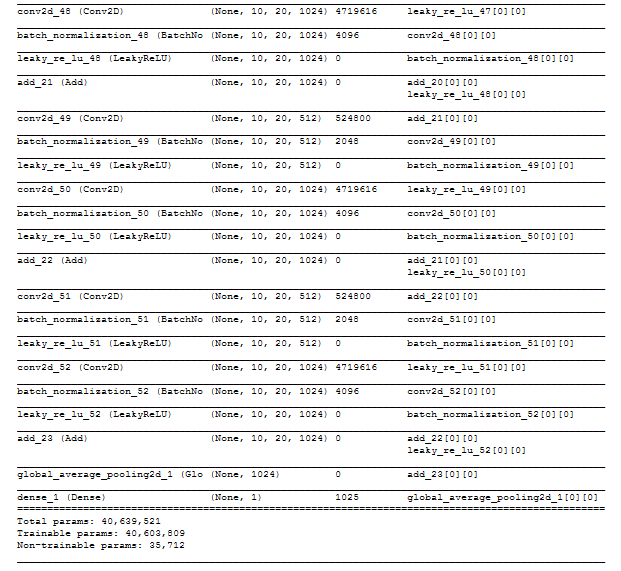 conv2d_48 (Conv2D) (None, 10, 20, 1024) 4719616 leaky_re_lu_47[0][0]
batch_normalization_48 (BatchNo (None, 10, 20, 1024) 4096 conv2d_48[0][0]
leaky_re_lu_48 (LeakyReLU) (None, 10, 20, 1024) 0 batch_normalization_48[0][0]
add_21 (Add) (None, 10, 20, 1024) 0 add_20[0][0]
leaky_re_lu_48[0][0]
conv2d_49 (Conv2D) (None, 10, 20, 512) 524800 add_21[0][0]
batch_normalization_49 (BatchNo (None, 10, 20, 512) 2048 conv2d_49[0][0]
leaky_re_lu_49 (LeakyReLU) (None, 10, 20, 512) 0 batch_normalization_49[0][0]
conv2d_50 (Conv2D) (None, 10, 20, 1024) 4719616 leaky_re_lu_49[0][0]
batch_normalization_50 (BatchNo (None, 10, 20, 1024) 4096 conv2d_50[0][0]
leaky_re_lu_50 (LeakyReLU) (None, 10, 20, 1024) 0 batch_normalization_50[0][0]
add_22 (Add) (None, 10, 20, 1024) 0 add_21[0][0]
leaky_re_lu_50[0][0]
conv2d_51 (Conv2D) (None, 10, 20, 512) 524800 add_22[0][0]
batch_normalization_51 (BatchNo (None, 10, 20, 512) 2048 conv2d_51[0][0]
leaky_re_lu_51 (LeakyReLU) (None, 10, 20, 512) 0 batch_normalization_51[0][0]
conv2d_52 (Conv2D) (None, 10, 20, 1024) 4719616 leaky_re_lu_51[0][0]
batch_normalization_52 (BatchNo (None, 10, 20, 1024) 4096 conv2d_52[0][0]
leaky_re_lu_52 (LeakyReLU) (None, 10, 20, 1024) 0 batch_normalization_52[0][0]
add_23 (Add) (None, 10, 20, 1024) 0 add_22[0][0]
leaky_re_lu_52[0][0]
global_average_pooling2d_1 (Glo (None, 1024) 0 add_23[0][0]
dense_1 (Dense) (None, 1) 1025 global_average_pooling2d_1[0][0]
Total params: 40,639,521
Trainable params: 40,603,809
Non-trainable params: 35,712